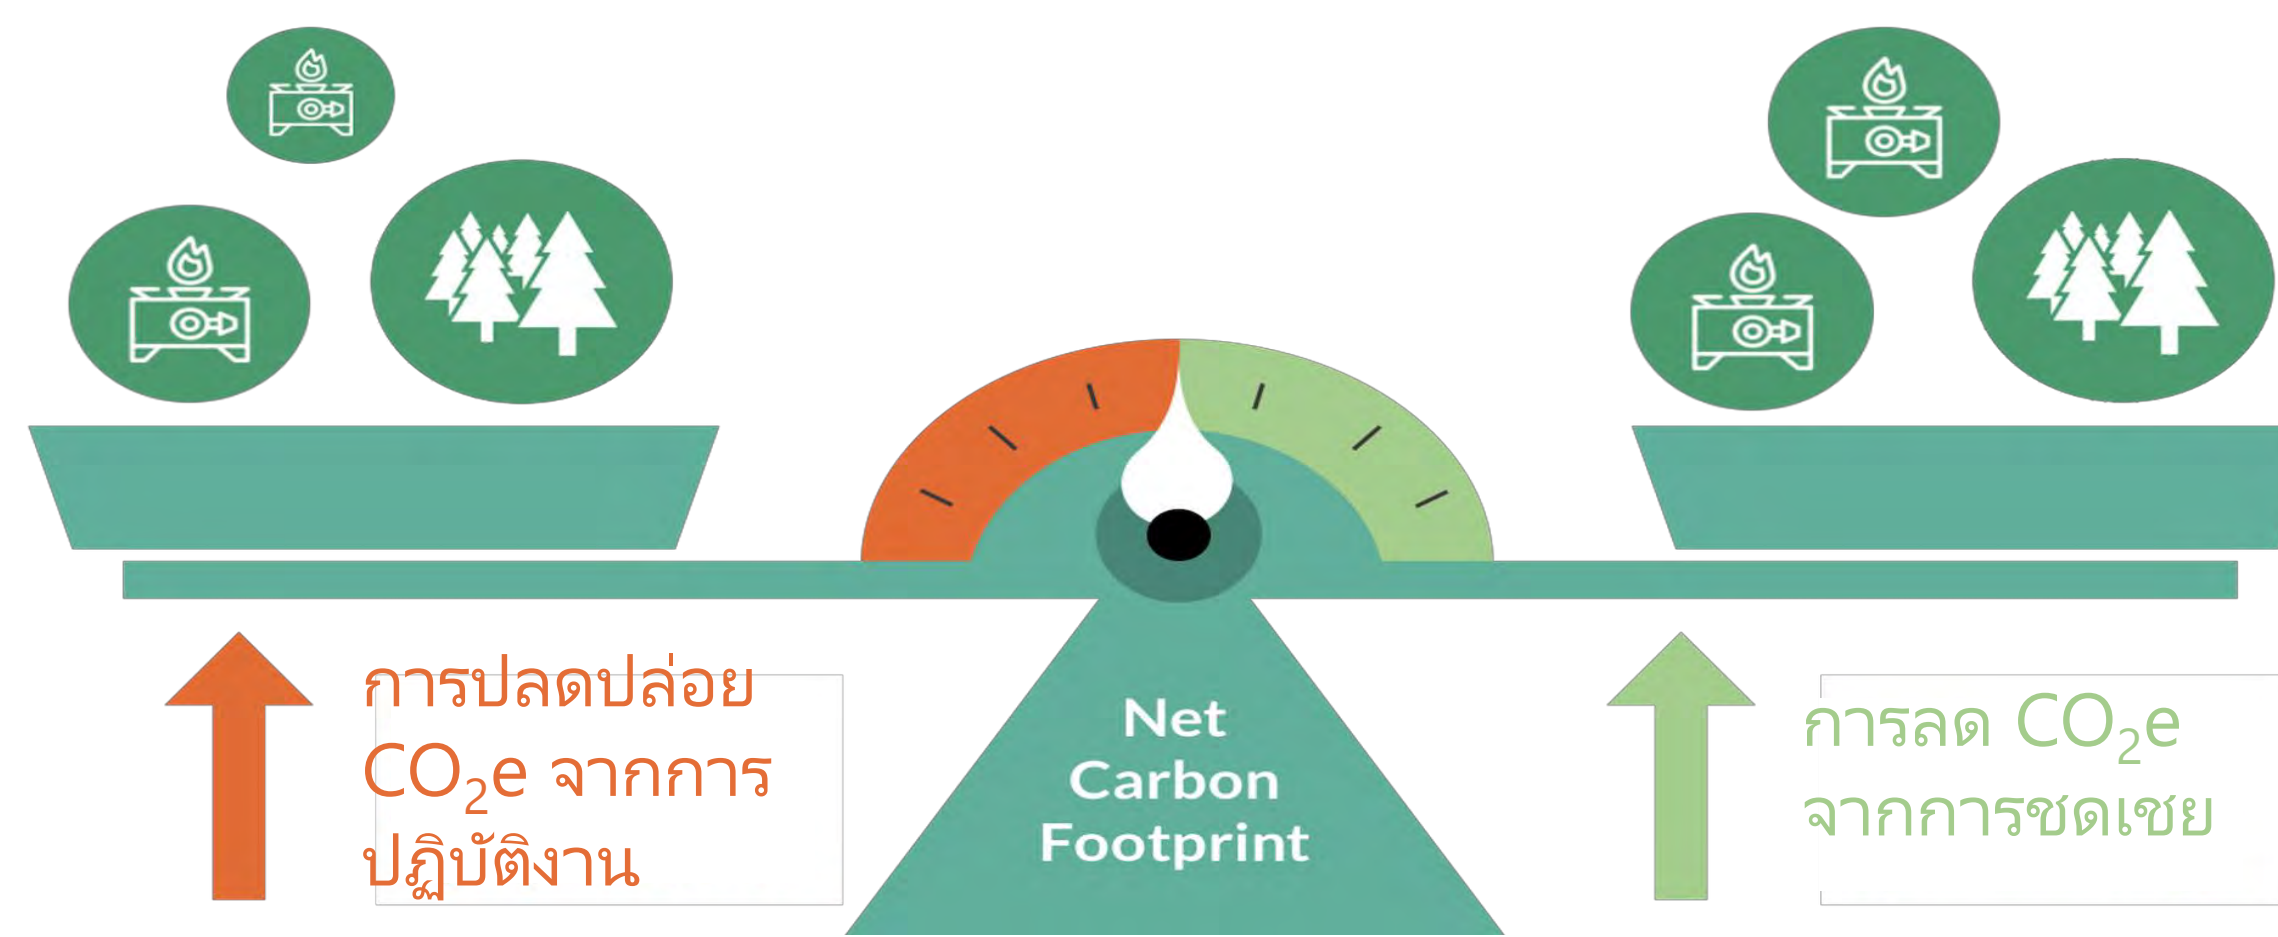 การปลดปล่อย
CO₂e จากการ
ปฏิบัติงาน
Net
Carbon
Footprint
การลด CO₂e
จากการชดเชย